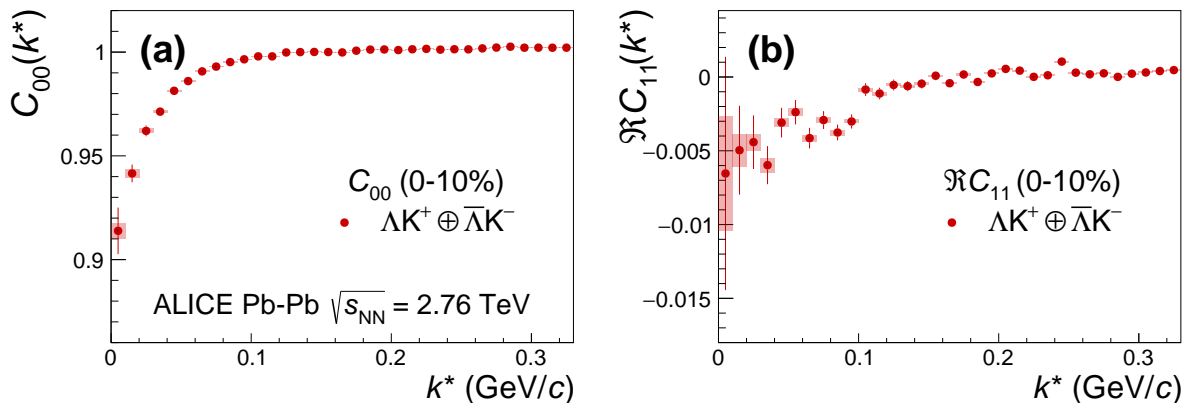 C₀₀(k*)
(a)
1
0.95
0.9
C₀₀ (0-10%)
ΛK⁺ ⊕ Λ̅K⁻
ALICE Pb-Pb √s_NN = 2.76 TeV
0 0.1 0.2 0.3
k* (GeV/c)
ℜC₁₁(k*)
(b)
0
−0.005
−0.01
−0.015
ℜC₁₁ (0-10%)
ΛK⁺ ⊕ Λ̅K⁻
0 0.1 0.2 0.3
k* (GeV/c)